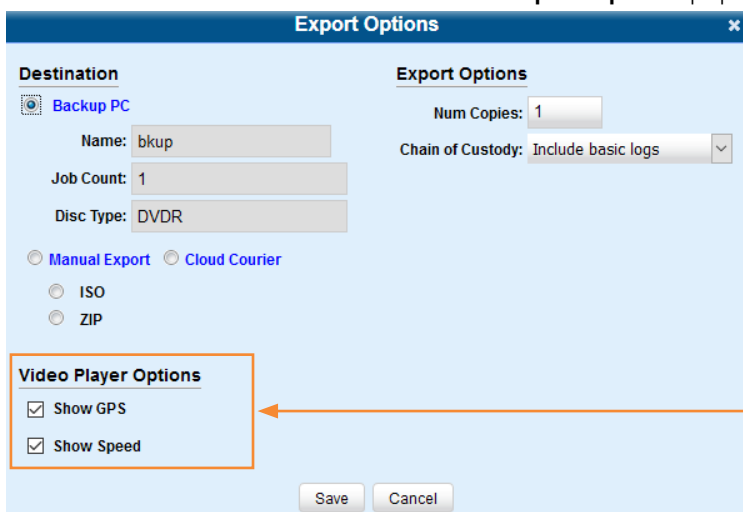 Export Options
Destination
Backup PC
Name: bkup
Job Count: 1
Disc Type: DVDR
Manual Export Cloud Courier
ISO
ZIP
Export Options
Num Copies: 1
Chain of Custody: Include basic logs
Video Player Options
Show GPS
Show Speed
Save Cancel